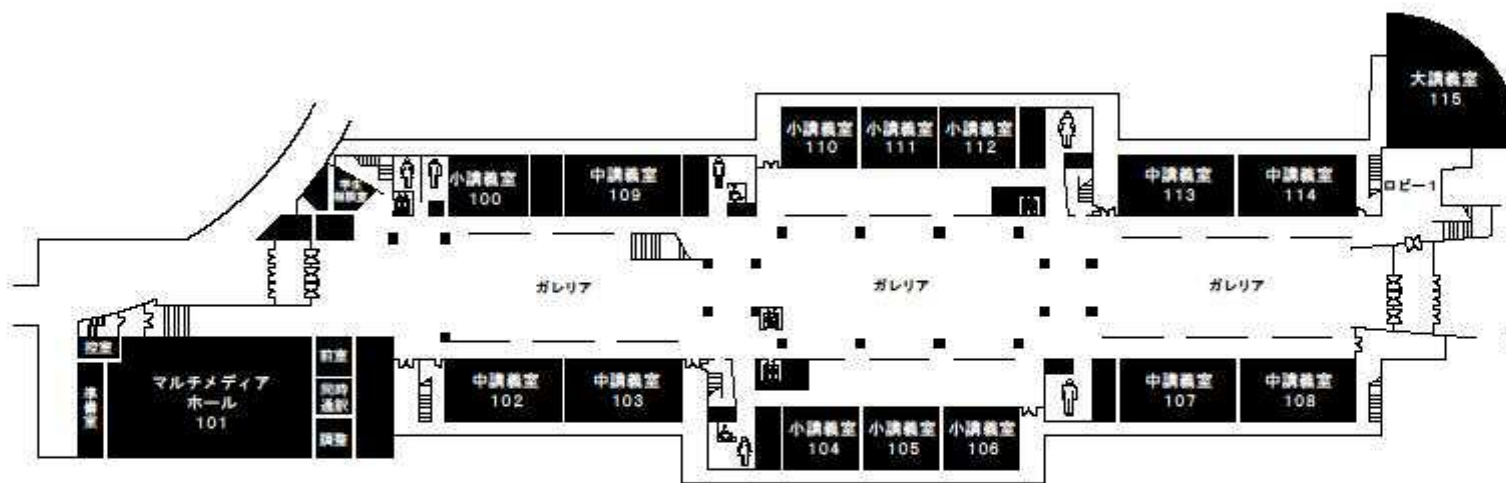 大講義室
115
小講義室
110
小講義室
111
小講義室
112
学生
相談室
小講義室
100
中講義室
109
中講義室
113
中講義室
114
ロビー1
ガレリア
ガレリア
ガレリア
控室
準備室
マルチメディア
ホール
101
前室
同時
通訳
調整
中講義室
102
中講義室
103
中講義室
107
中講義室
108
小講義室
104
小講義室
105
小講義室
106